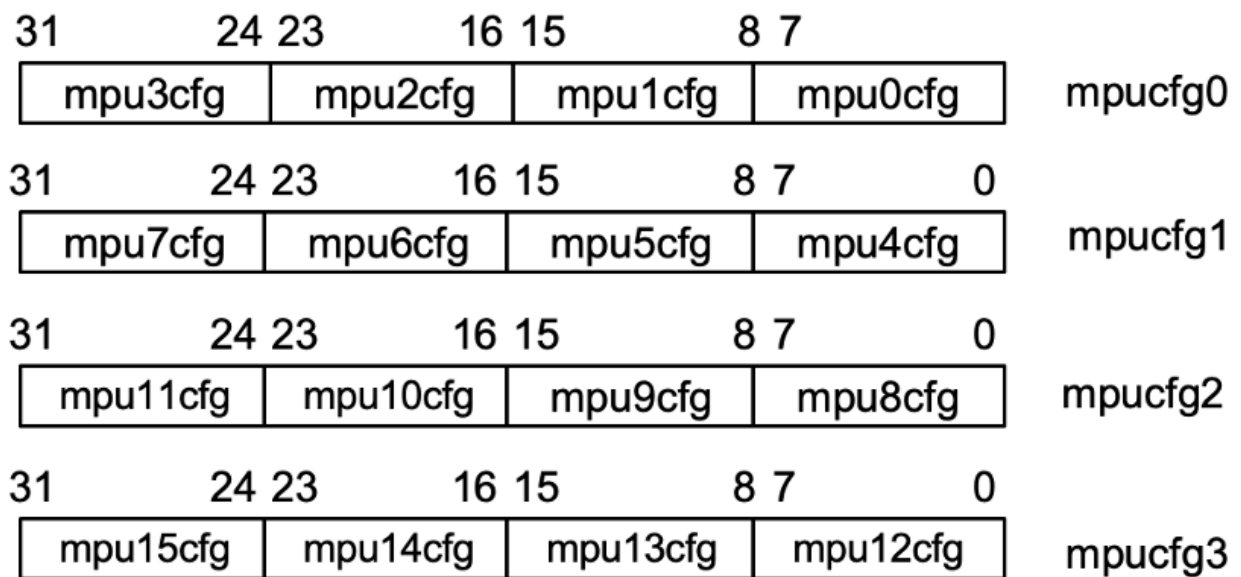 31 24 23 16 15 8 7
mpu3cfg mpu2cfg mpu1cfg mpu0cfg mpucfg0
31 24 23 16 15 8 7 0
mpu7cfg mpu6cfg mpu5cfg mpu4cfg mpucfg1
31 24 23 16 15 8 7 0
mpu11cfg mpu10cfg mpu9cfg mpu8cfg mpucfg2
31 24 23 16 15 8 7 0
mpu15cfg mpu14cfg mpu13cfg mpu12cfg mpucfg3